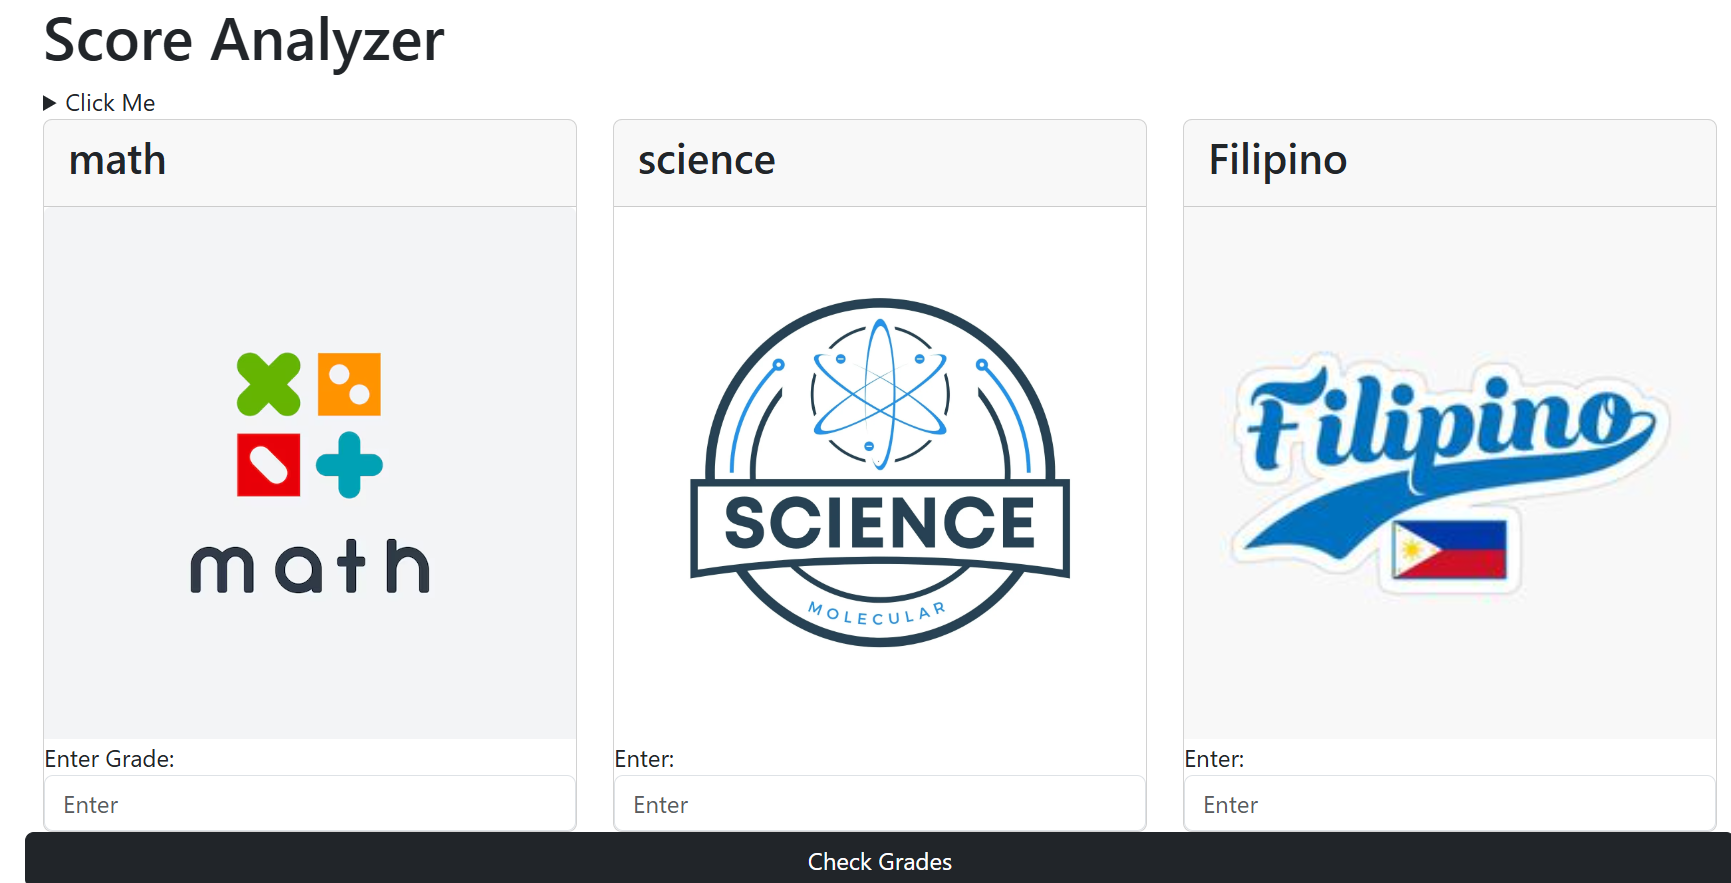 Score Analyzer
Click Me
math
science
Filipino
math
SCIENCE
MOLECULAR
Filipino
Enter Grade:
Enter:
Enter:
Enter
Enter
Enter
Check Grades